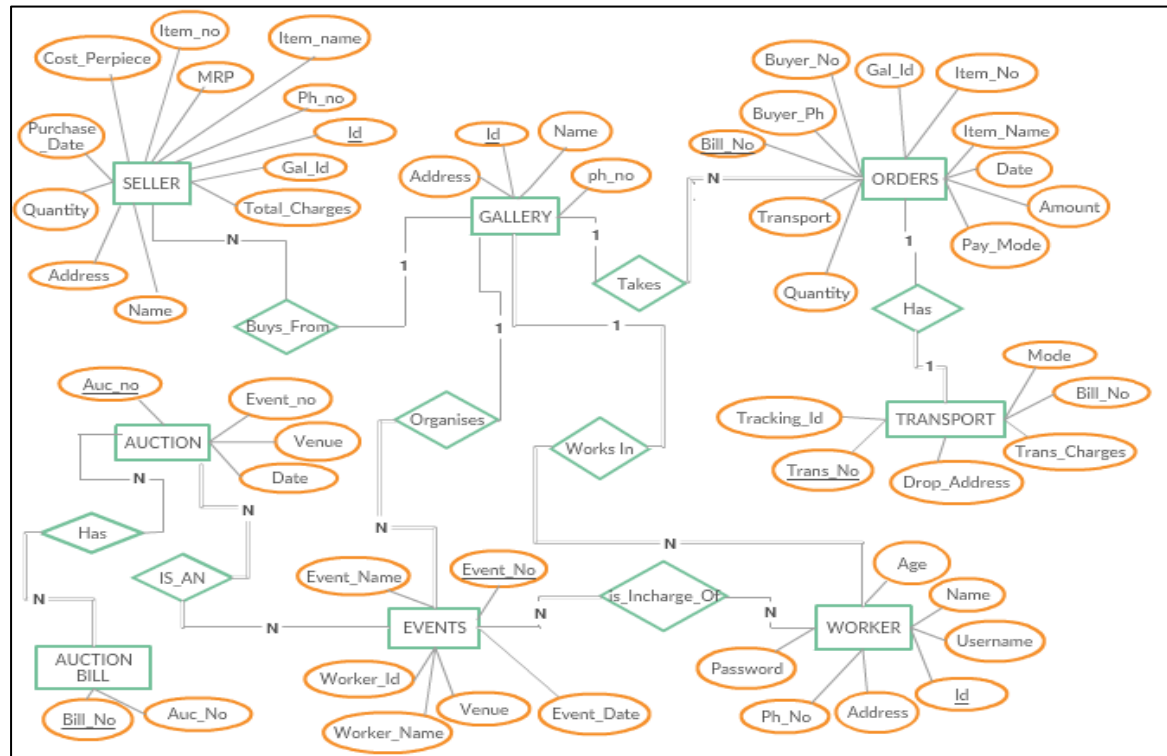 Item_no
Item_name
Cost_Perpiece
MRP
Ph_no
Id
Purchase
_Date
SELLER
Gal_Id
Quantity
Total_Charges
Address
Name
N
Buys_From
1
Id
Name
Address
ph_no
GALLERY
1
Takes
N
Buyer_No
Gal_Id
Item_No
Buyer_Ph
Item_Name
Bill_No
Date
ORDERS
Amount
Transport
Pay_Mode
Quantity
1
Has
1
Mode
Bill_No
Tracking_Id
TRANSPORT
Trans_Charges
Trans_No
Drop_Address
1
Organises
N
1
Works In
N
Auc_no
Event_no
AUCTION
Venue
Date
N
Has
N
N
IS_AN
N
AUCTION
BILL
Bill_No
Auc_No
Event_Name
Event_No
EVENTS
Worker_Id
Venue
Event_Date
Worker_Name
N
is_Incharge_Of
N
Age
Name
WORKER
Username
Password
Id
Ph_No
Address